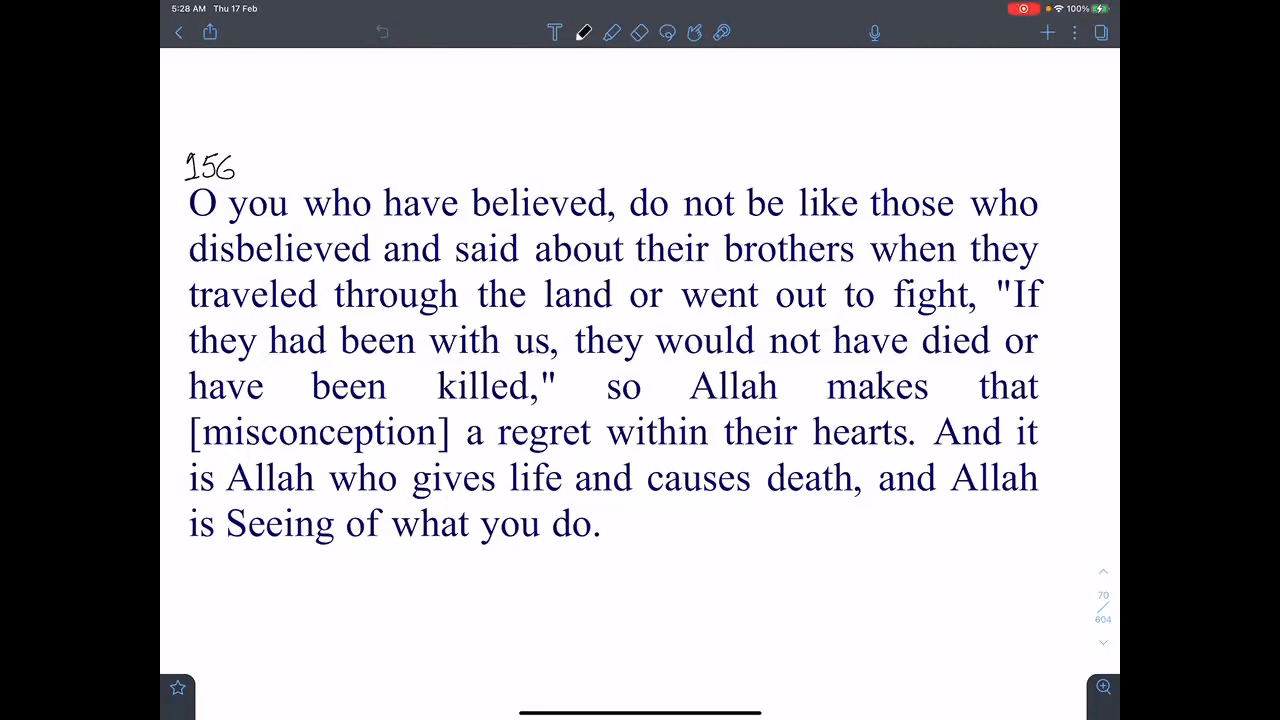 5:28 AM Thu 17 Feb
100%
T
156
O you who have believed, do not be like those who
disbelieved and said about their brothers when they
traveled through the land or went out to fight, "If
they had been with us, they would not have died or
have been killed," so Allah makes that
[misconception] a regret within their hearts. And it
is Allah who gives life and causes death, and Allah
is Seeing of what you do.
70
/
604